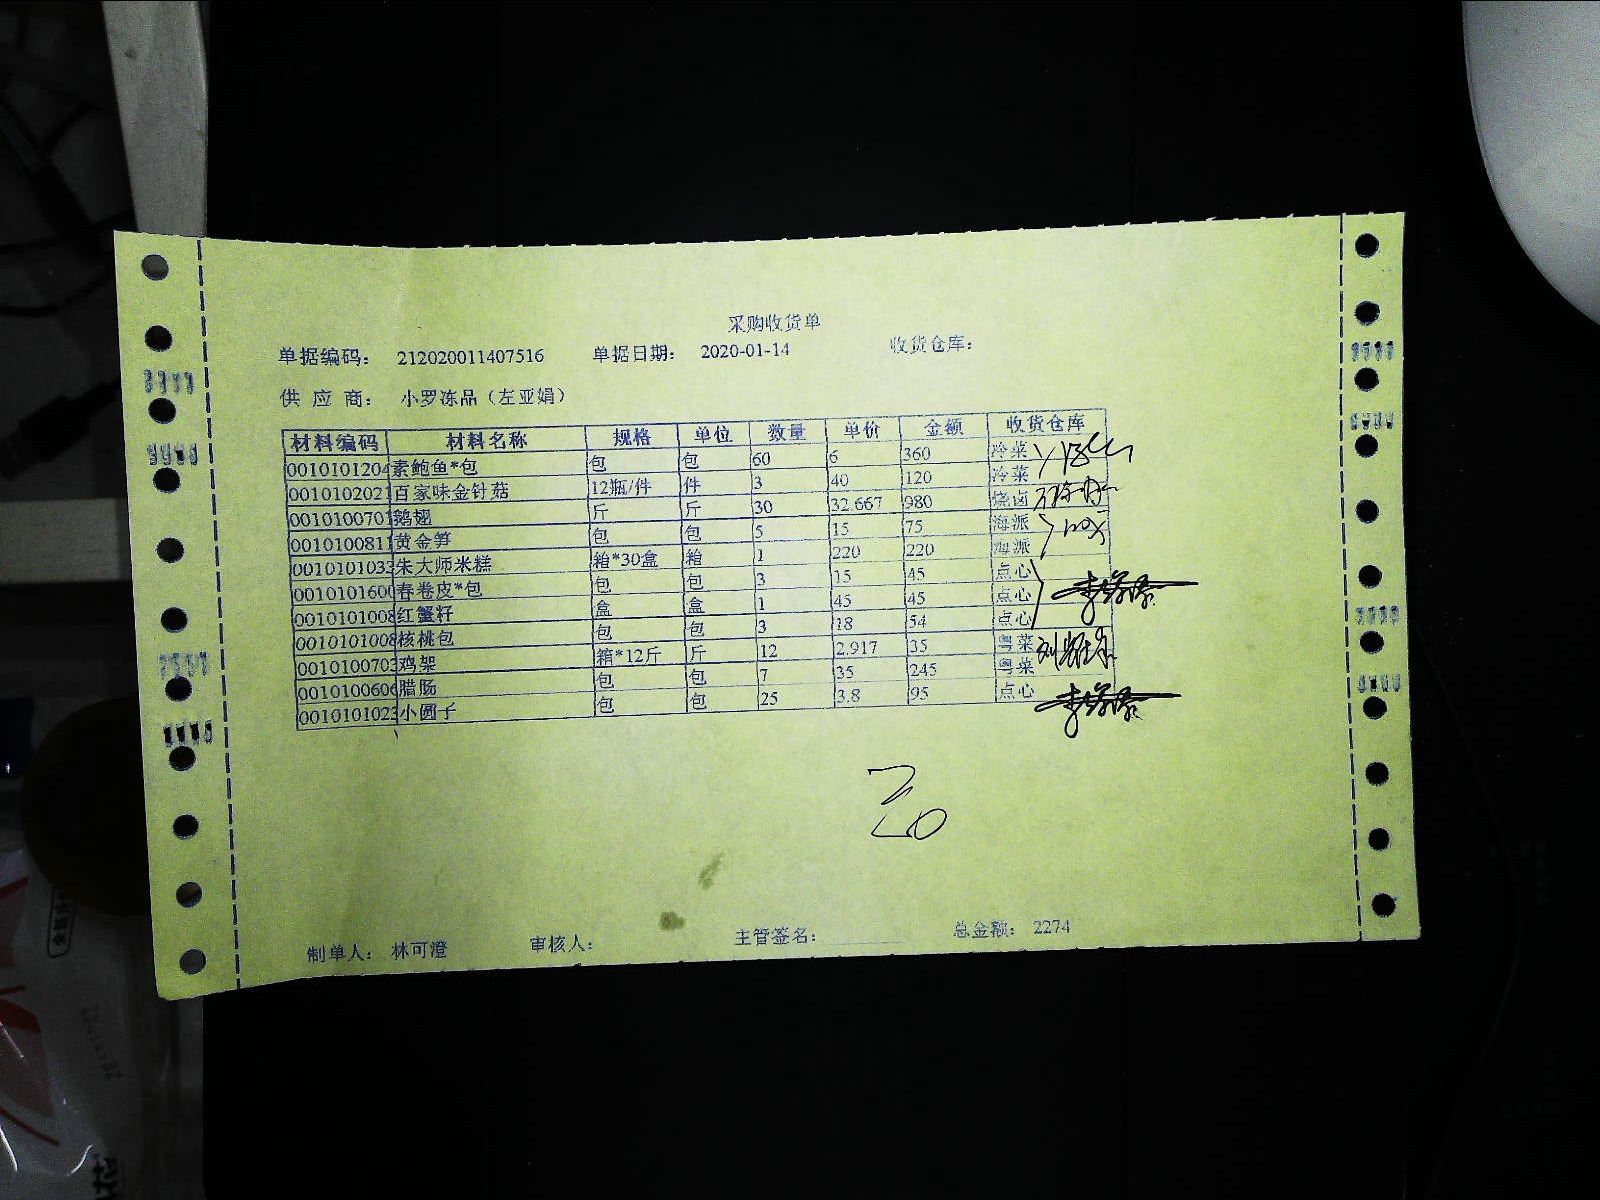 采购收货单
单据编码： 212020011407516 单据日期： 2020-01-14 收货仓库：
供 应 商： 小罗冻品（左亚娟）
材料编码 材料名称 规格 单位 数量 单价 金额 收货仓库
0010101204 素鲍鱼*包 包 包 60 6 360 冷菜
0010102021 百家味金针菇 12瓶/件 件 3 40 120 冷菜
0010100701 鹅翅 斤 斤 30 32.667 980 烧卤
0010100811 黄金笋 包 包 5 15 75 海派
0010101033 朱大师米糕 箱*30盒 箱 1 220 220 海派
0010101600 春卷皮*包 包 包 3 15 45 点心
0010101008 红蟹籽 盒 盒 1 45 45 点心
0010101008 核桃包 包 包 3 18 54 点心
0010100703 鸡架 箱*12斤 斤 12 2.917 35 粤菜
0010100606 腊肠 包 包 7 35 245 粤菜
0010101023 小圆子 包 包 25 3.8 95 点心
20
制单人： 林可澄 审核人： 主管签名： 总金额： 2274